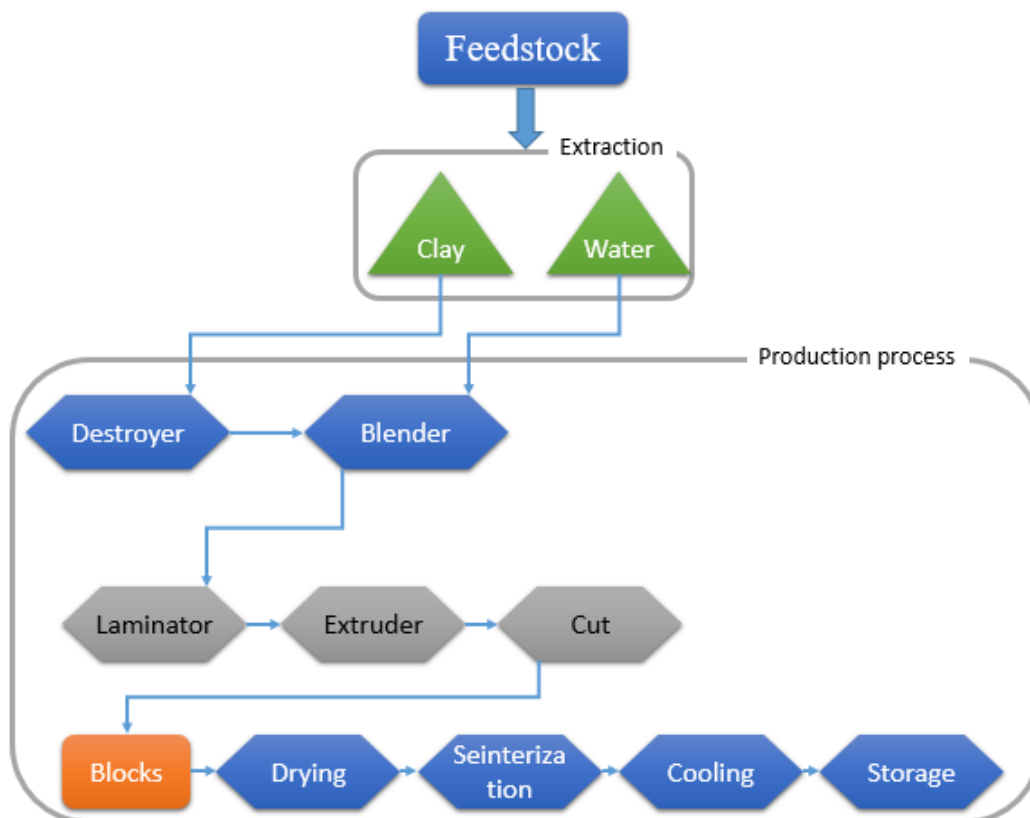 Feedstock
Extraction
Clay
Water
Production process
Destroyer
Blender
Laminator
Extruder
Cut
Blocks
Drying
Seinteriza
tion
Cooling
Storage